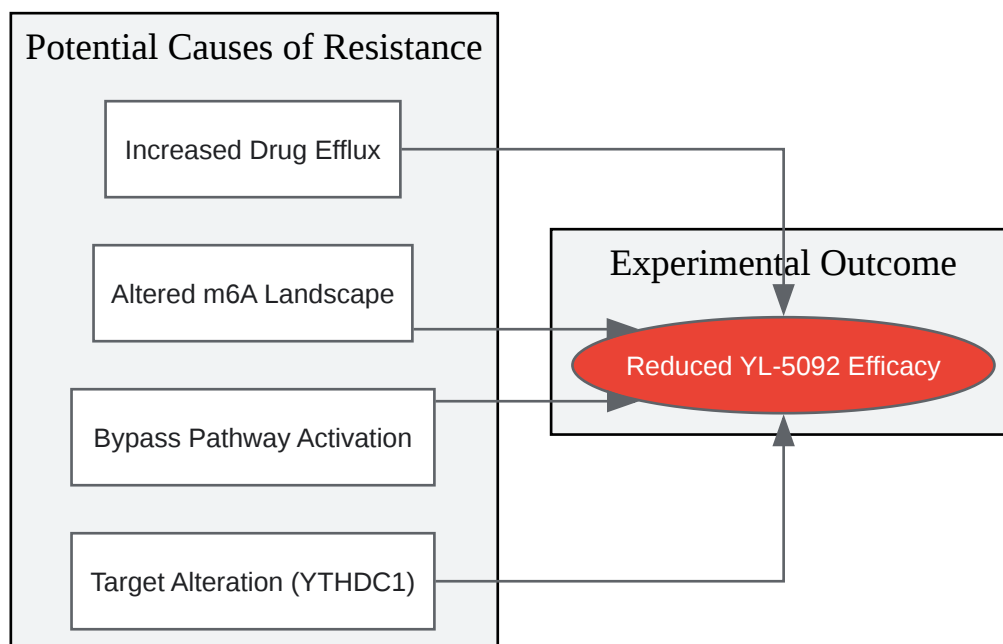 Potential Causes of Resistance
Increased Drug Efflux
Altered m6A Landscape
Bypass Pathway Activation
Target Alteration (YTHDC1)
Experimental Outcome
Reduced YL-5092 Efficacy